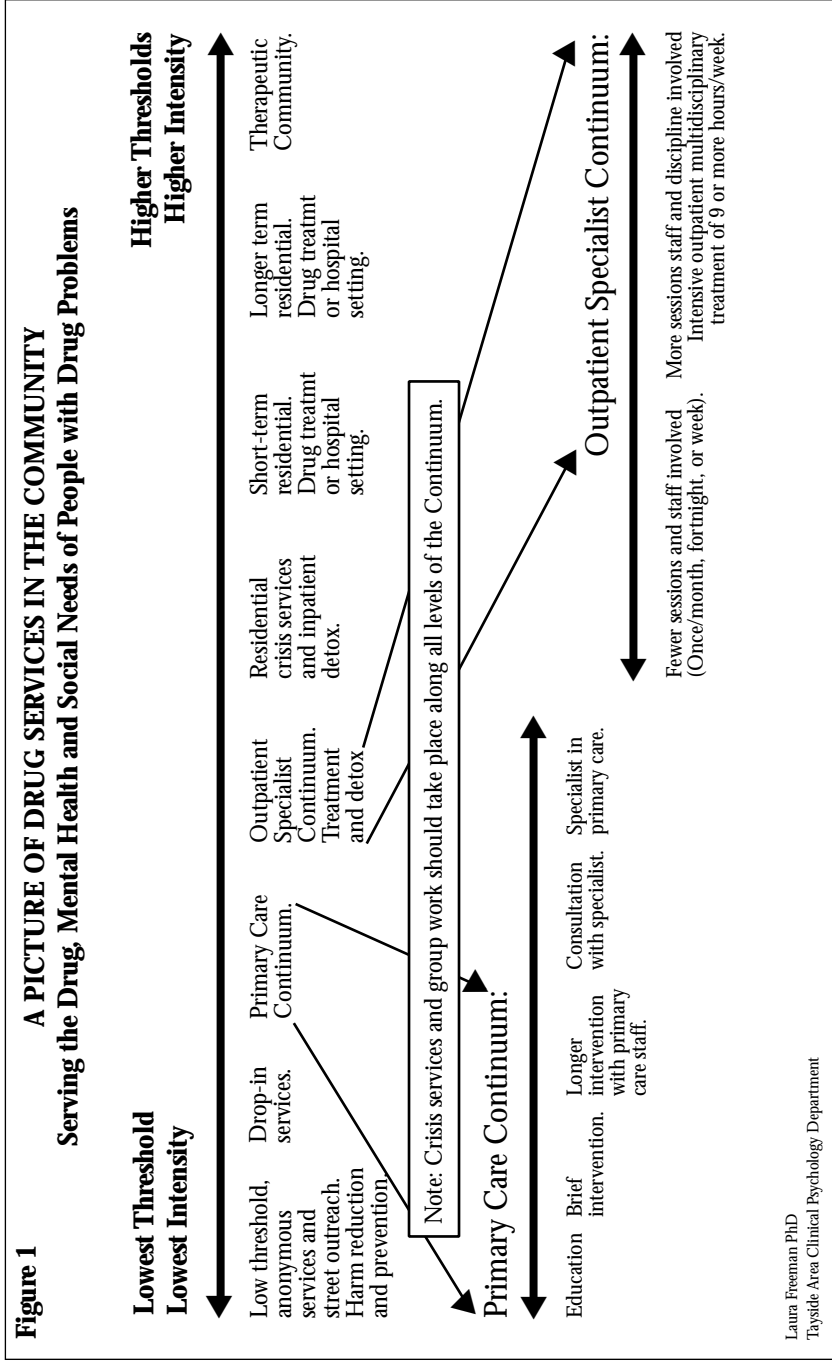 Figure 1
A PICTURE OF DRUG SERVICES IN THE COMMUNITY
Serving the Drug, Mental Health and Social Needs of People with Drug Problems
Lowest Threshold
Lowest Intensity
Higher Thresholds
Higher Intensity
Low threshold,
anonymous
services and
street outreach.
Harm reduction
and prevention.
Drop-in
services.
Primary Care
Continuum.
Outpatient
Specialist
Continuum.
Treatment
and detox
Residential
crisis services
and inpatient
detox.
Short-term
residential.
Drug treatmt
or hospital
setting.
Longer term
residential.
Drug treatmt
or hospital
setting.
Therapeutic
Community.
Note: Crisis services and group work should take place along all levels of the Continuum.
Primary Care Continuum:
Education
Brief
intervention.
Longer
intervention
with primary
care staff.
Consultation
with specialist.
Specialist in
primary care.
Outpatient Specialist Continuum:
Fewer sessions and staff involved
(Once/month, fortnight, or week).
More sessions staff and discipline involved
Intensive outpatient multidisciplinary
treatment of 9 or more hours/week.
Laura Freeman PhD
Tayside Area Clinical Psychology Department